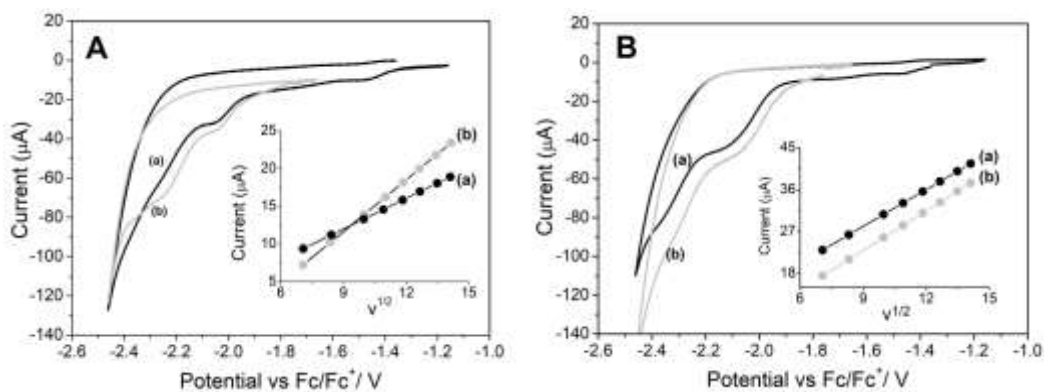 A
Current (µA)
20
0
-20
-40
-60
-80
-100
-120
-140
-2.6 -2.4 -2.2 -2.0 -1.8 -1.6 -1.4 -1.2 -1.0
Potential vs Fc/Fc⁺/ V
(a)
(b)
Current (µA)
25
20
15
10
5
6 9 12 15
v^1/2
(b)
(a)
B
Current (µA)
20
0
-20
-40
-60
-80
-100
-120
-140
-2.6 -2.4 -2.2 -2.0 -1.8 -1.6 -1.4 -1.2 -1.0
Potential vs Fc/Fc⁺/ V
(a)
(b)
Current (µA)
45
36
27
18
6 9 12 15
v^1/2
(a)
(b)